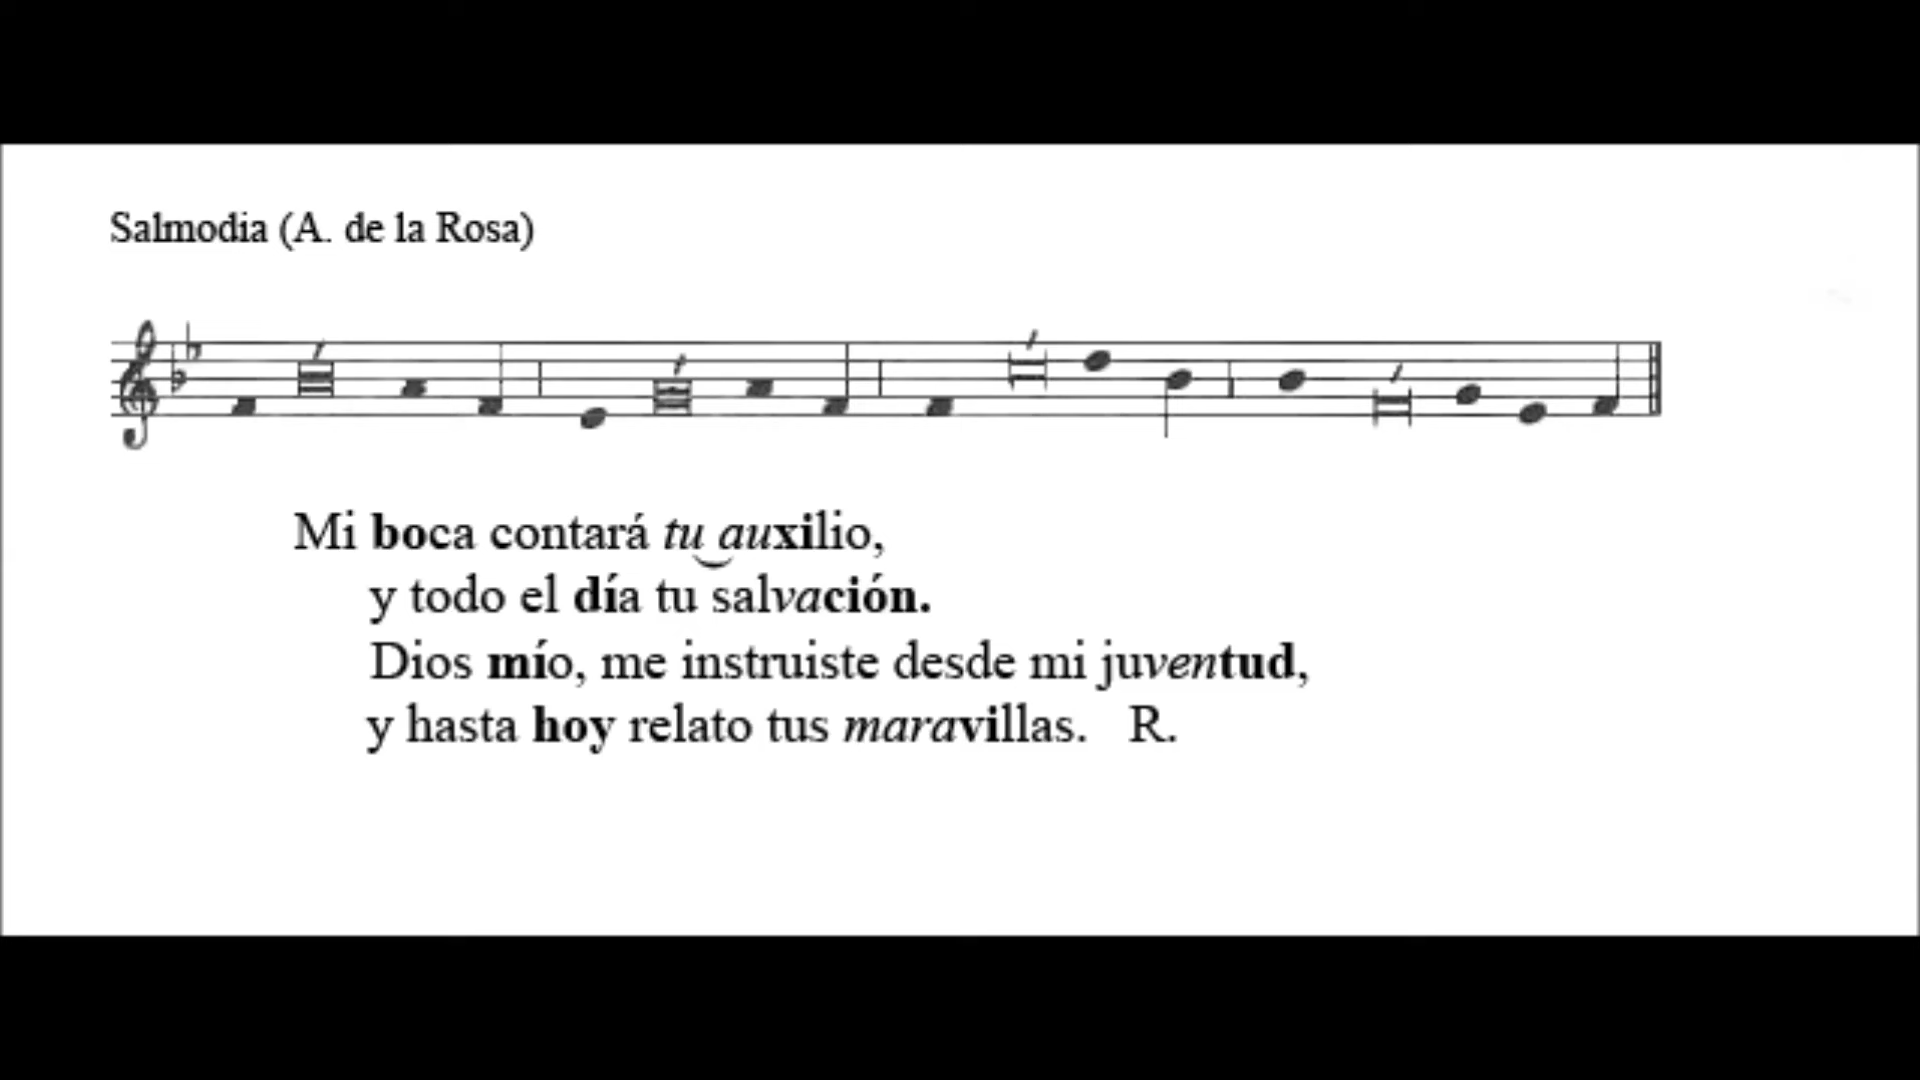 Salmodia (A. de la Rosa)
Mi boca contará tu auxilio,
y todo el día tu salvación.
Dios mío, me instruiste desde mi juventud,
y hasta hoy relato tus maravillas. R.